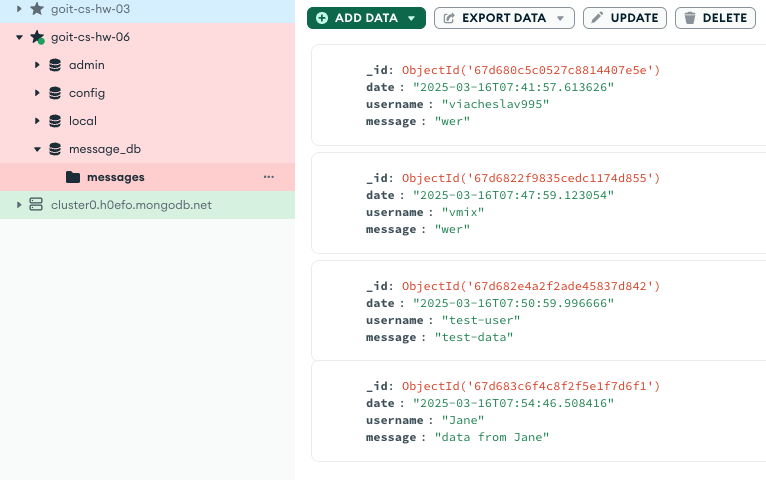 goit-cs-hw-03
goit-cs-hw-06
admin
config
local
message_db
messages
cluster0.h0efo.mongodb.net
ADD DATA EXPORT DATA UPDATE DELETE
_id: ObjectId('67d680c5c0527c8814407e5e')
date : "2025-03-16T07:41:57.613626"
username : "viacheslav995"
message : "wer"
_id: ObjectId('67d6822f9835cedc1174d855')
date : "2025-03-16T07:47:59.123054"
username : "vmix"
message : "wer"
_id: ObjectId('67d682e4a2f2ade45837d842')
date : "2025-03-16T07:50:59.996666"
username : "test-user"
message : "test-data"
_id: ObjectId('67d683c6f4c8f2f5e1f7d6f1')
date : "2025-03-16T07:54:46.508416"
username : "Jane"
message : "data from Jane"